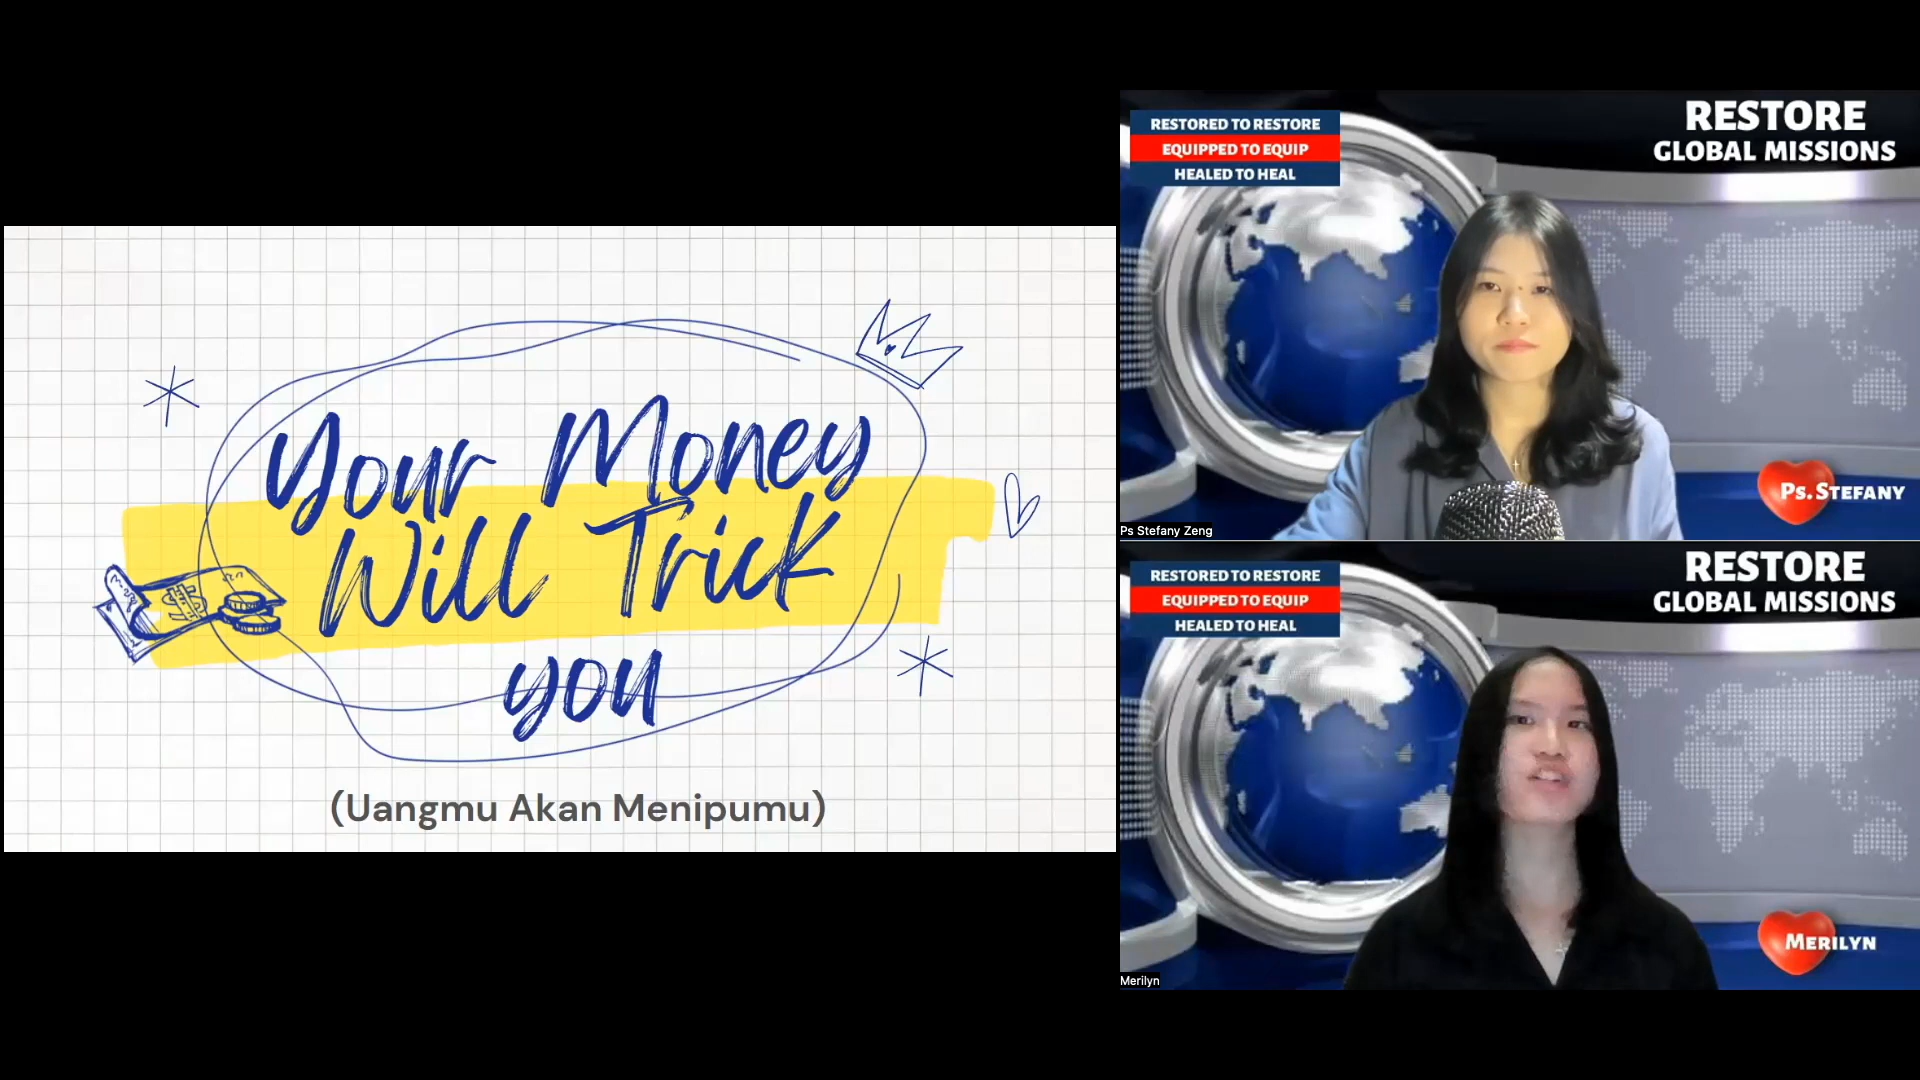 Your Money
Will Trick
you
(Uangmu Akan Menipumu)
RESTORED TO RESTORE
EQUIPPED TO EQUIP
HEALED TO HEAL
RESTORE
GLOBAL MISSIONS
Ps. STEFANY
Ps Stefany Zeng
RESTORED TO RESTORE
EQUIPPED TO EQUIP
HEALED TO HEAL
RESTORE
GLOBAL MISSIONS
MERILYN
Merilyn